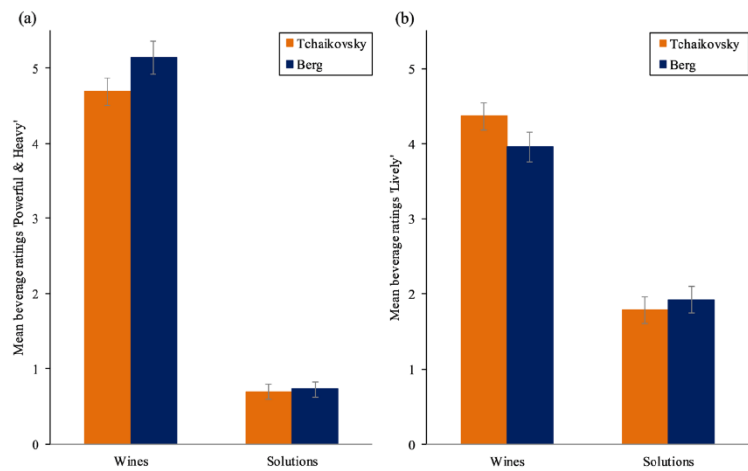 (a)
Tchaikovsky
Berg
Mean beverage ratings 'Powerful & Heavy'
5
4
3
2
1
0
Wines
Solutions
(b)
Tchaikovsky
Berg
Mean beverage ratings 'Lively'
5
4
3
2
1
0
Wines
Solutions